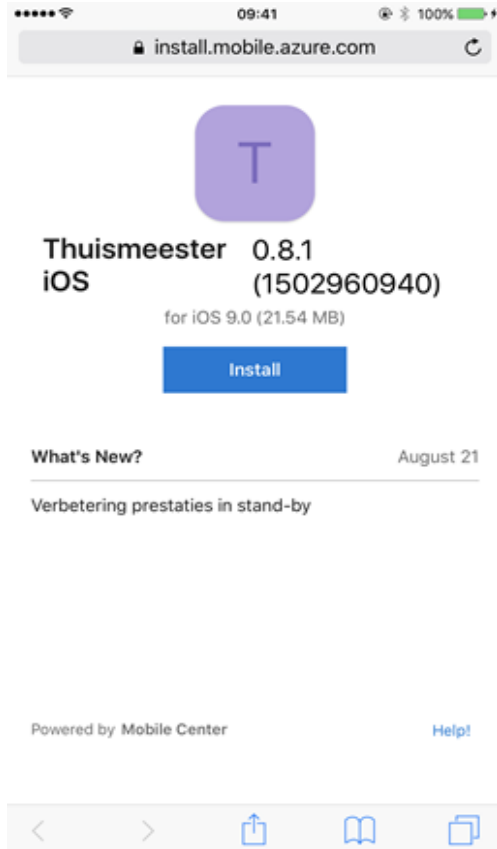 09:41
100%
install.mobile.azure.com
T
Thuismeester iOS
0.8.1 (1502960940)
for iOS 9.0 (21.54 MB)
Install
What's New?
August 21
Verbetering prestaties in stand-by
Powered by Mobile Center
Help!